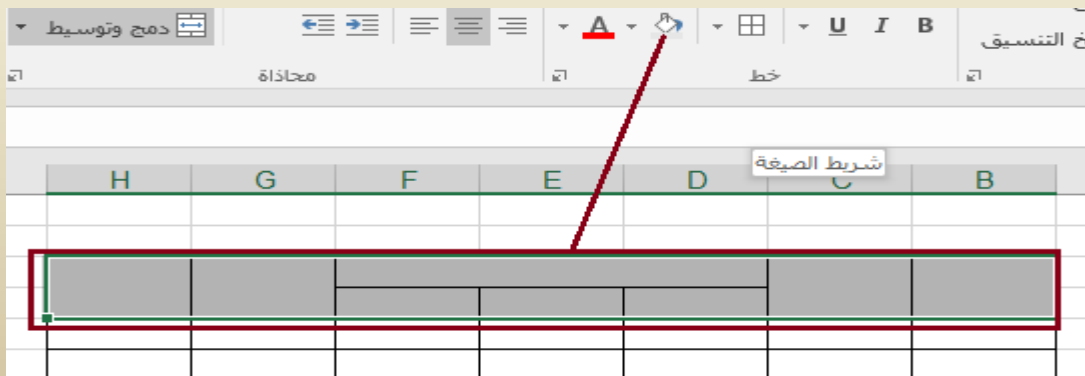 B I U A دمج وتوسيط
التنسيق
خط محاذاة
شريط الصيغة
B C D E F G H